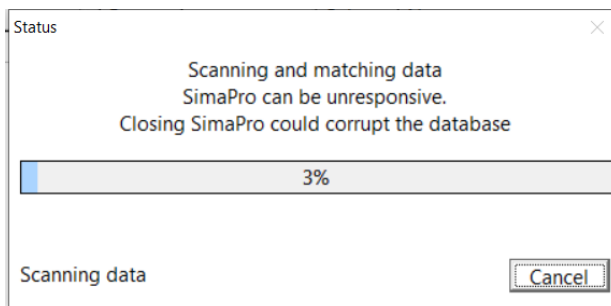 Status
Scanning and matching data
SimaPro can be unresponsive.
Closing SimaPro could corrupt the database
3%
Scanning data
Cancel